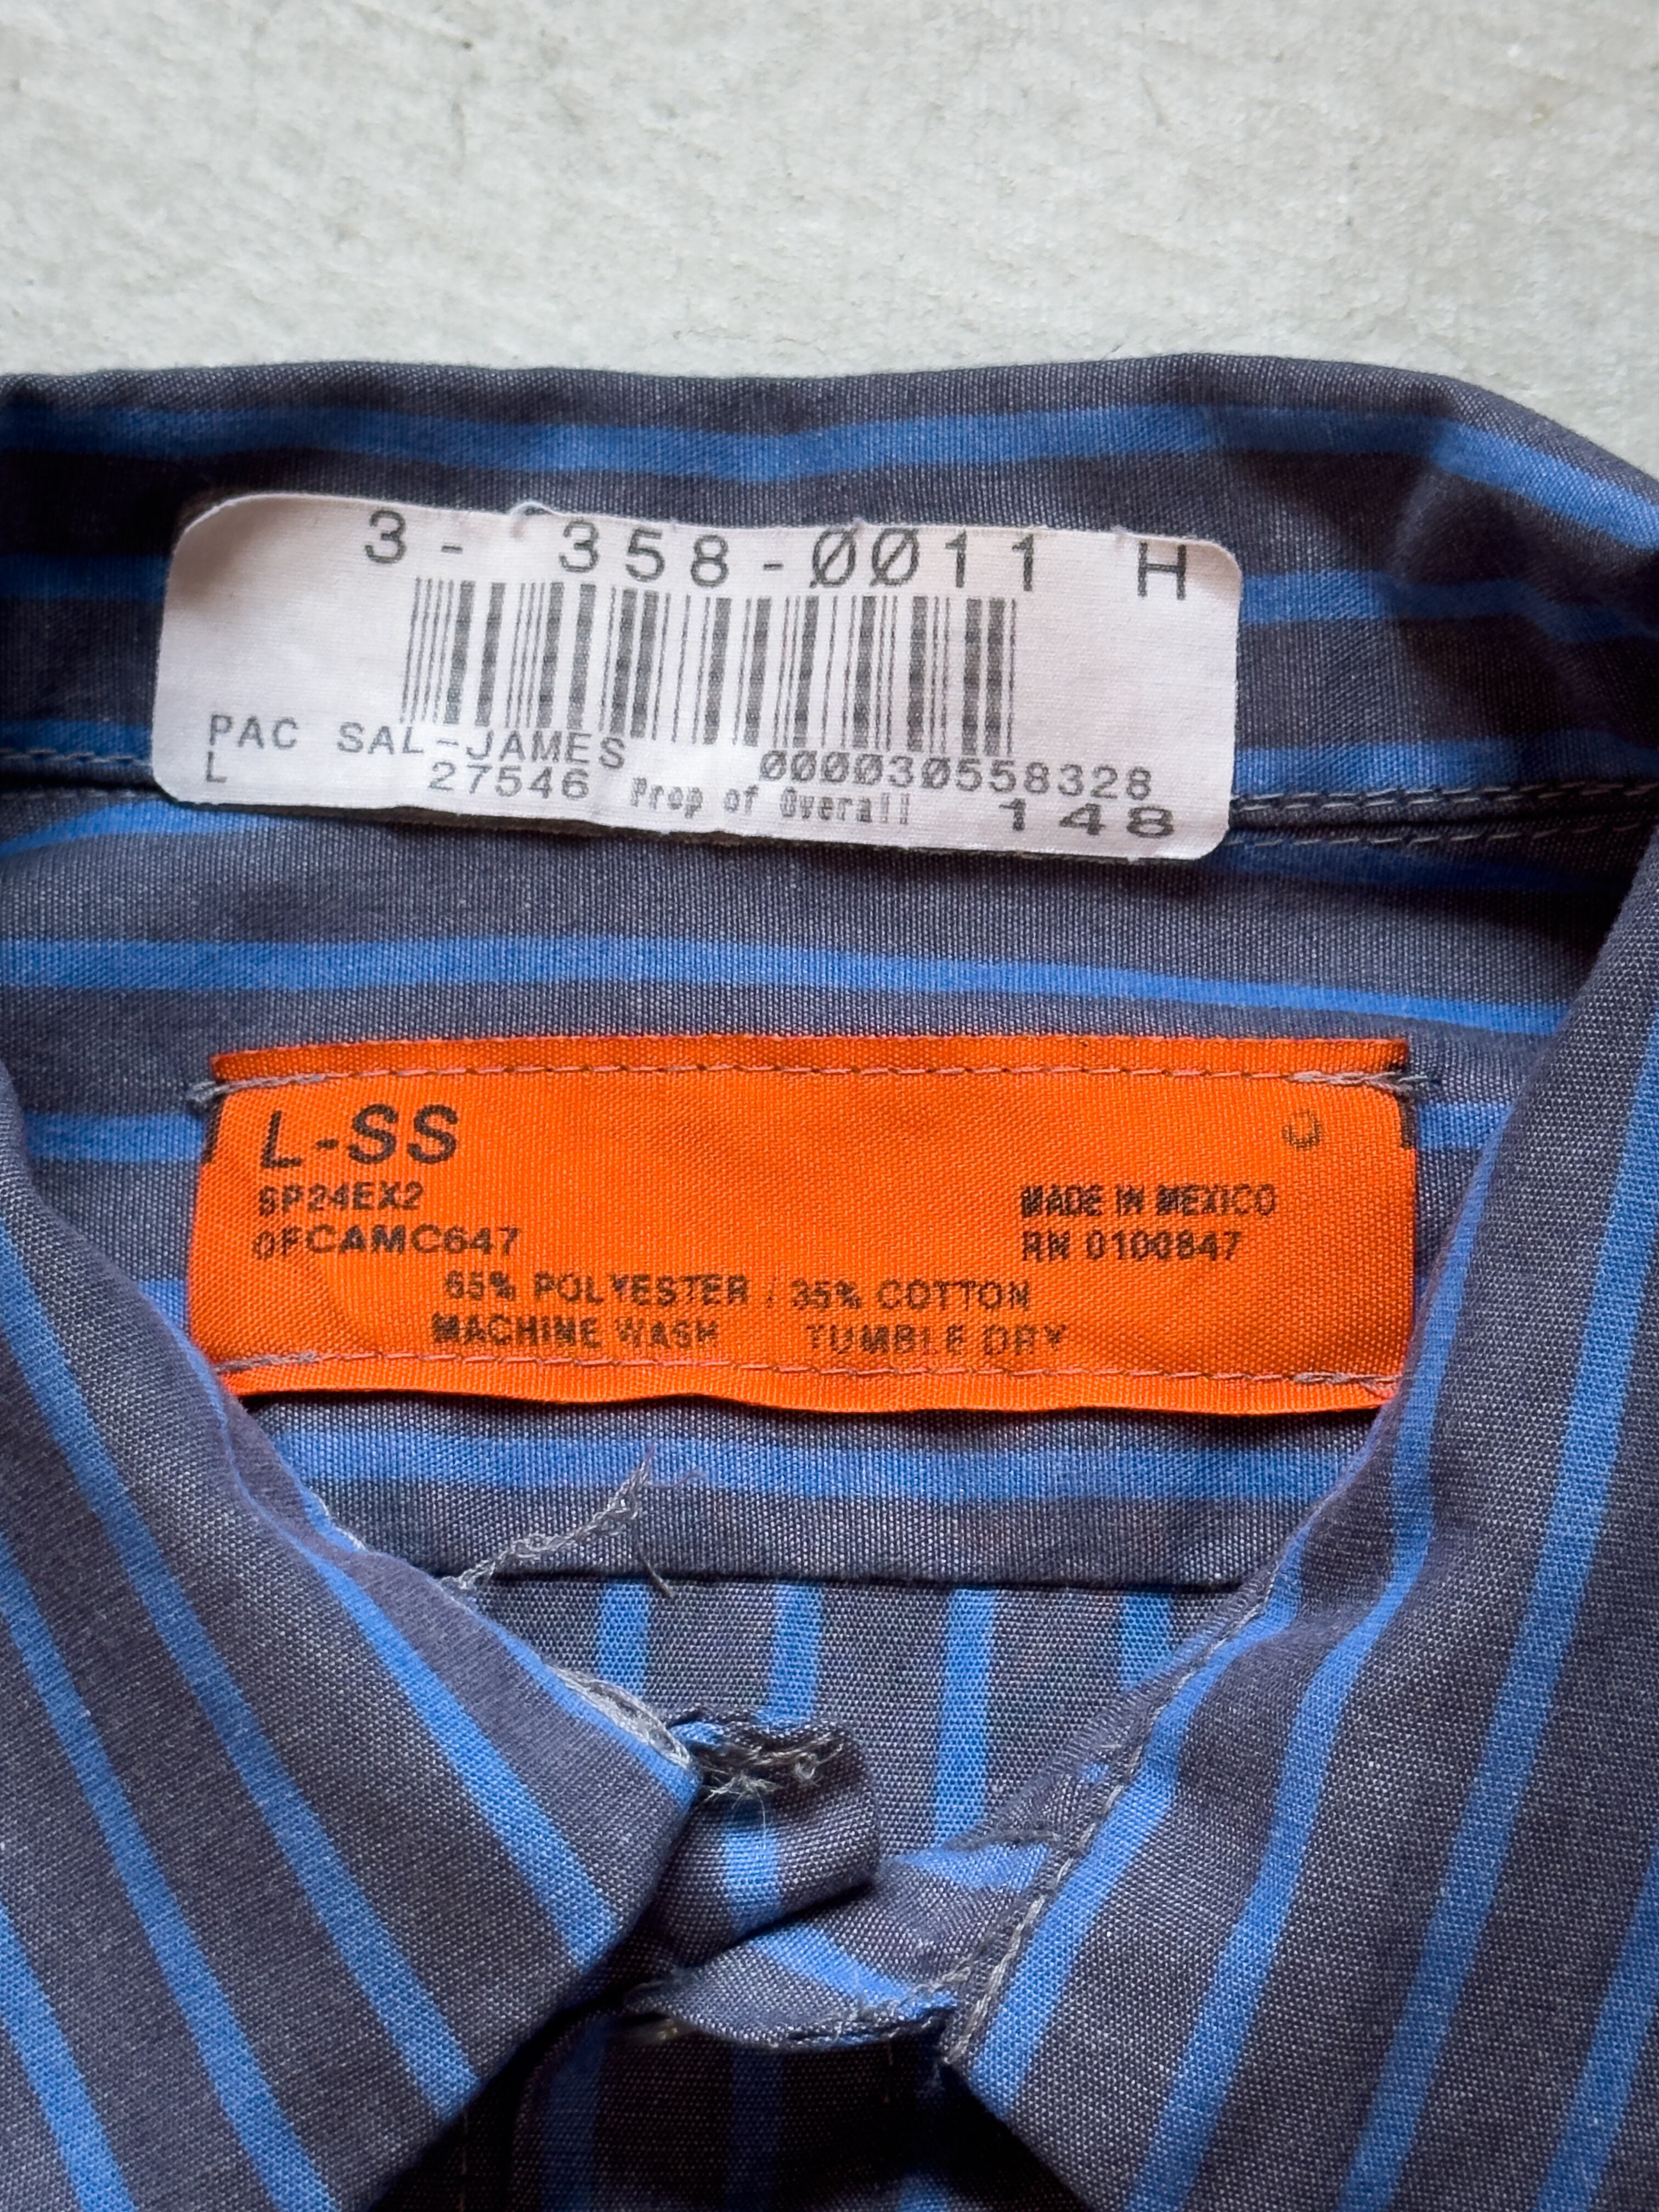 3- 358-0011 H
PAC SAL-JAMES 000030558328
L 27546 Prop of Overall 148
L-SS
SP24EX2 MADE IN MEXICO
OFCAMC647 RN 0100847
65% POLYESTER / 35% COTTON
MACHINE WASH TUMBLE DRY